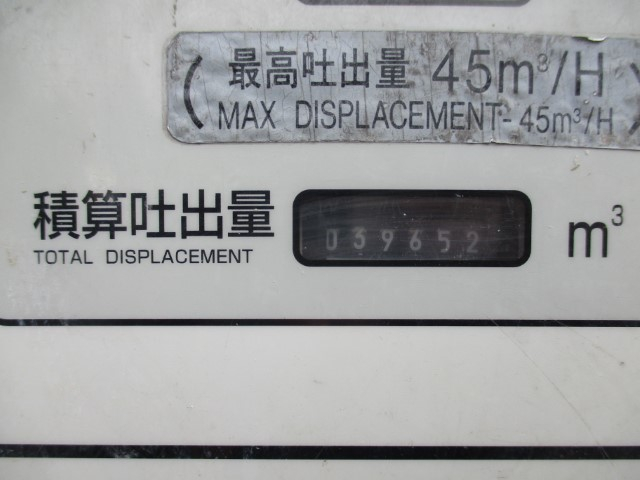 (最高吐出量 45m³/H
MAX DISPLACEMENT- 45m³/H)
積算吐出量
TOTAL DISPLACEMENT
039652
m³